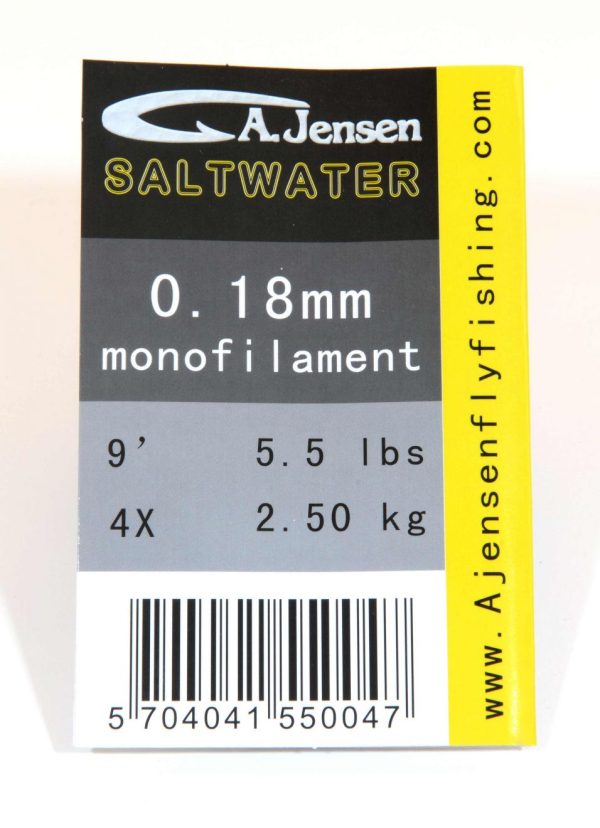 A.Jensen
SALTWATER
0.18mm
monofilament
9' 5.5 lbs
4X 2.50 kg
5 704041 550047
www.Ajensenflyfishing.com